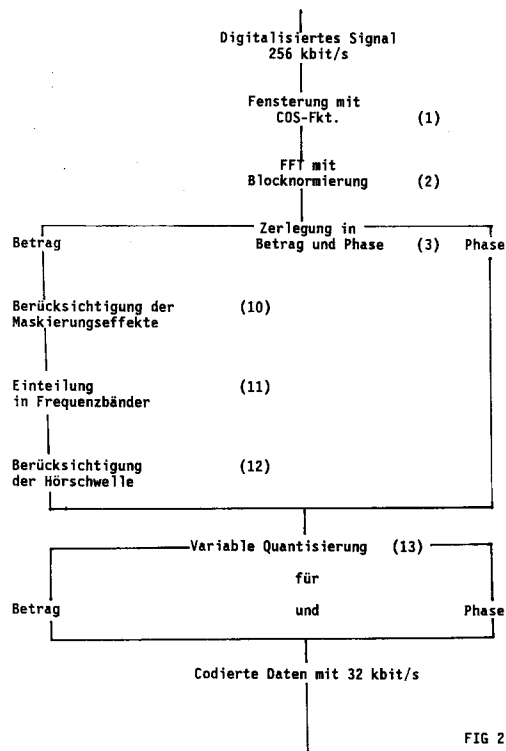 Digitalisiertes Signal
256 kbit/s
Fensterung mit
COS-Fkt. (1)
FFT mit
Blocknormierung (2)
Zerlegung in
Betrag Betrag und Phase (3) Phase
Berücksichtigung der (10)
Maskierungseffekte
Einteilung (11)
in Frequenzbänder
Berücksichtigung (12)
der Hörschwelle
Variable Quantisierung (13)
für
Betrag und Phase
Codierte Daten mit 32 kbit/s
FIG 2